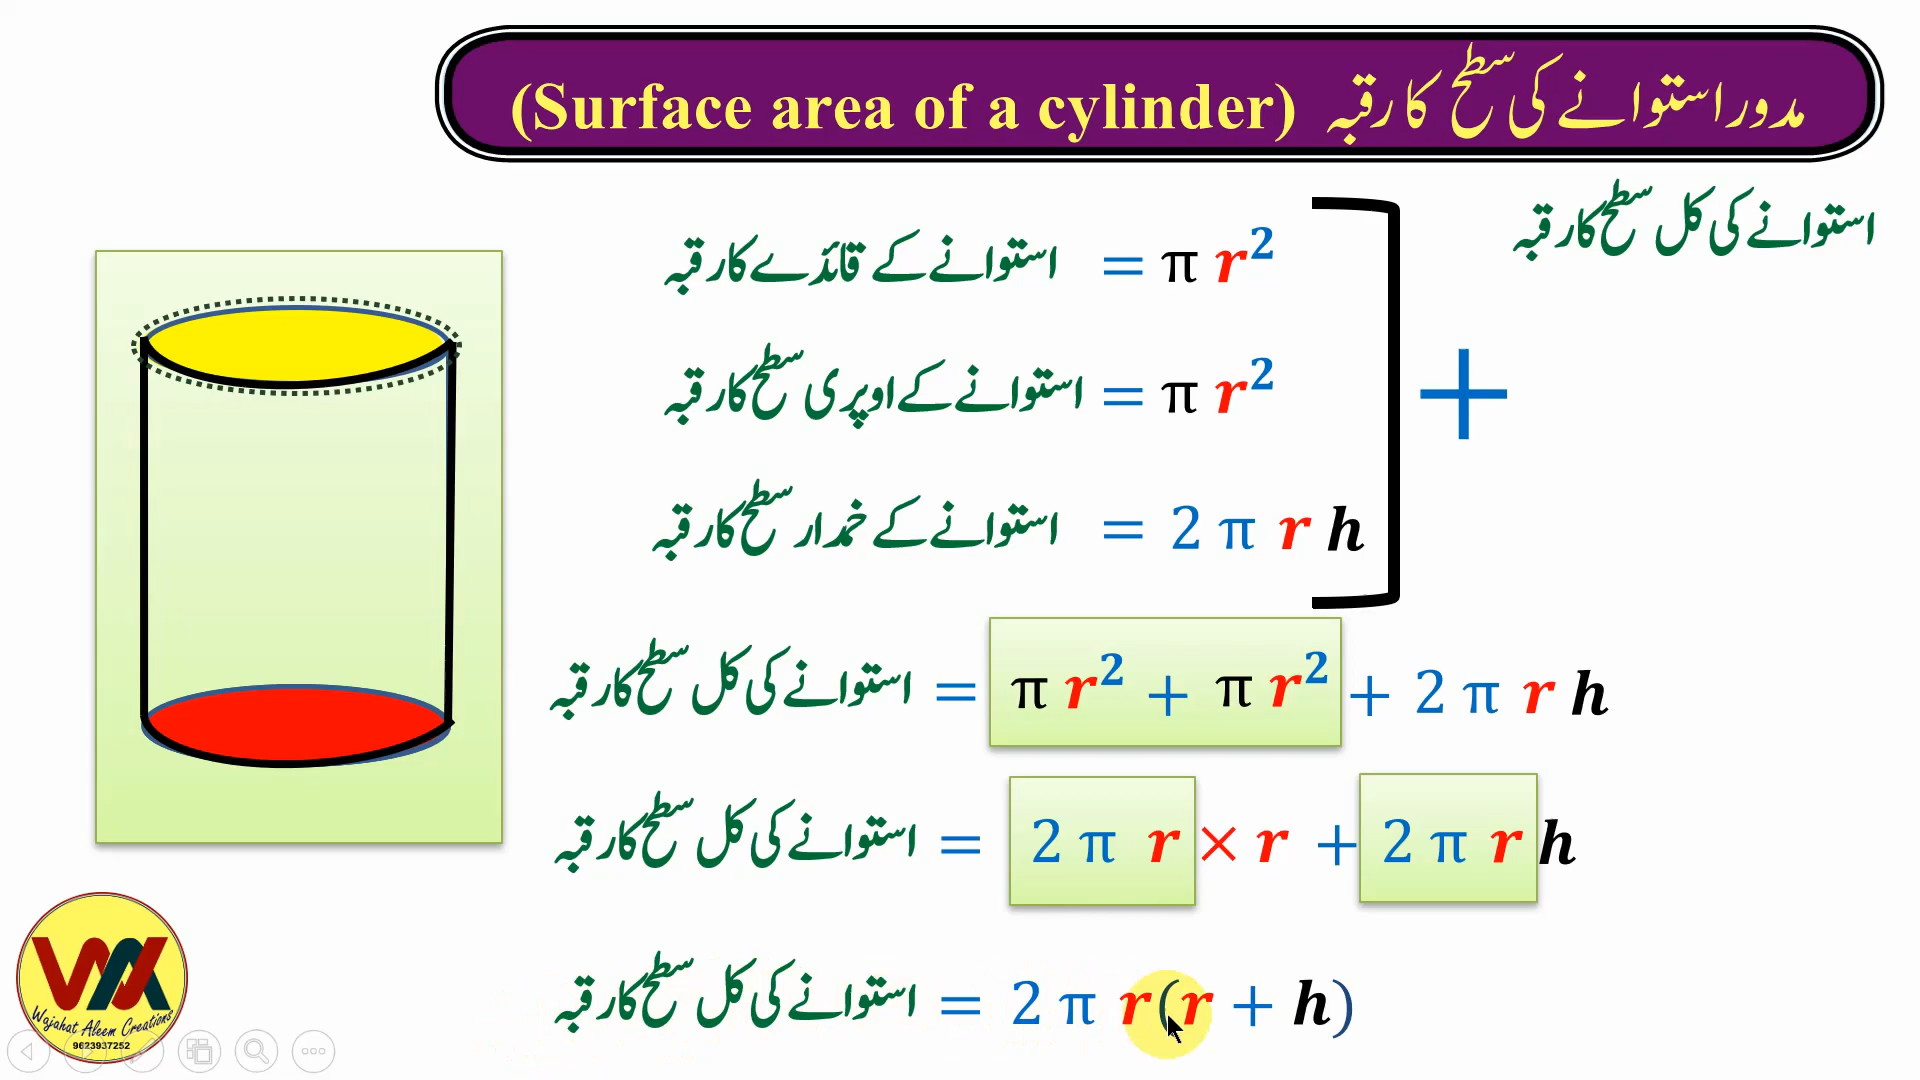 مدور استوانے کی سطح کا رقبہ (Surface area of a cylinder)
استوانے کی کل سطح کا رقبہ
استوانے کے قائدے کا رقبہ = π r²
استوانے کے اوپری سطح کا رقبہ = π r²
+
استوانے کے خمدار سطح کا رقبہ = 2 π r h
استوانے کی کل سطح کا رقبہ = π r² + π r² + 2 π r h
استوانے کی کل سطح کا رقبہ = 2 π r × r + 2 π r h
استوانے کی کل سطح کا رقبہ = 2 π r(r + h)
WA
Wajahat Aleem Creations
9623937252